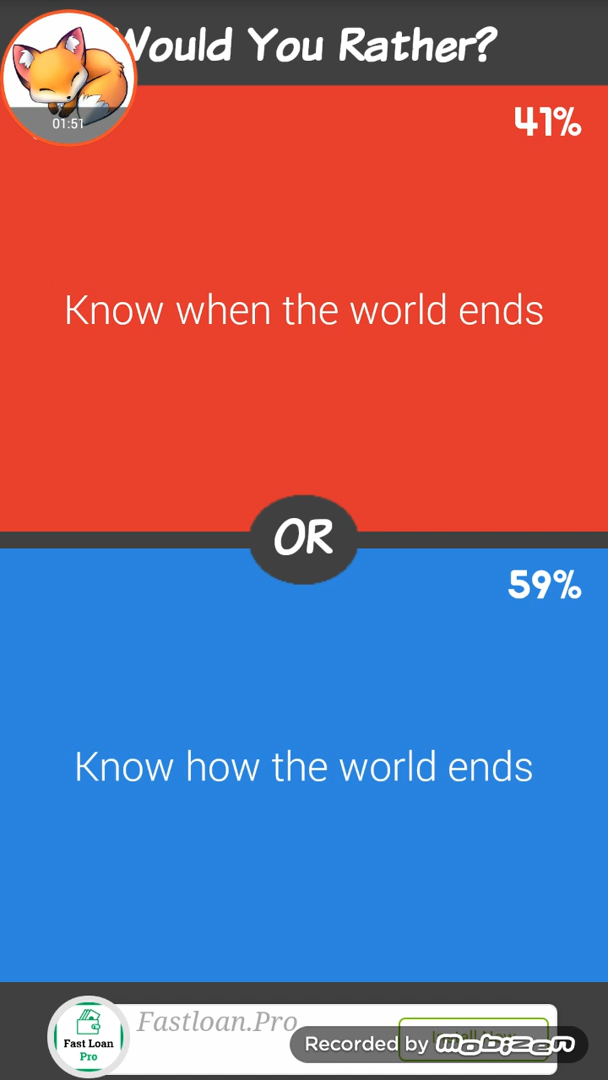 Would You Rather?
01:51
41%
Know when the world ends
OR
59%
Know how the world ends
Fastloan.Pro
Fast Loan
Pro
Recorded by mobizen